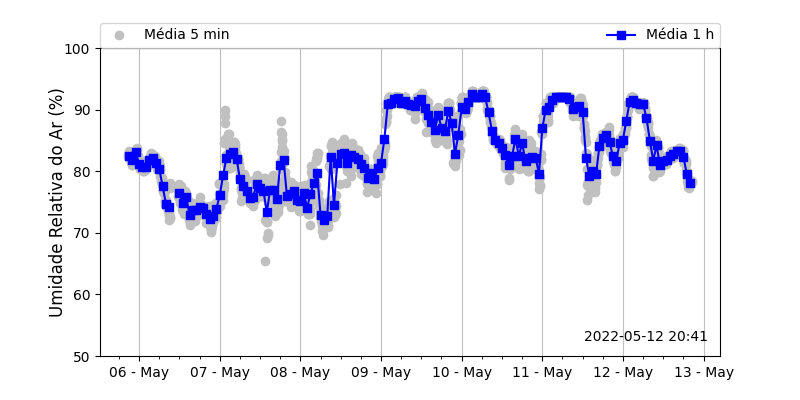 Média 5 min
Média 1 h
Umidade Relativa do Ar (%)
100
90
80
70
60
50
2022-05-12 20:41
06 - May
07 - May
08 - May
09 - May
10 - May
11 - May
12 - May
13 - May